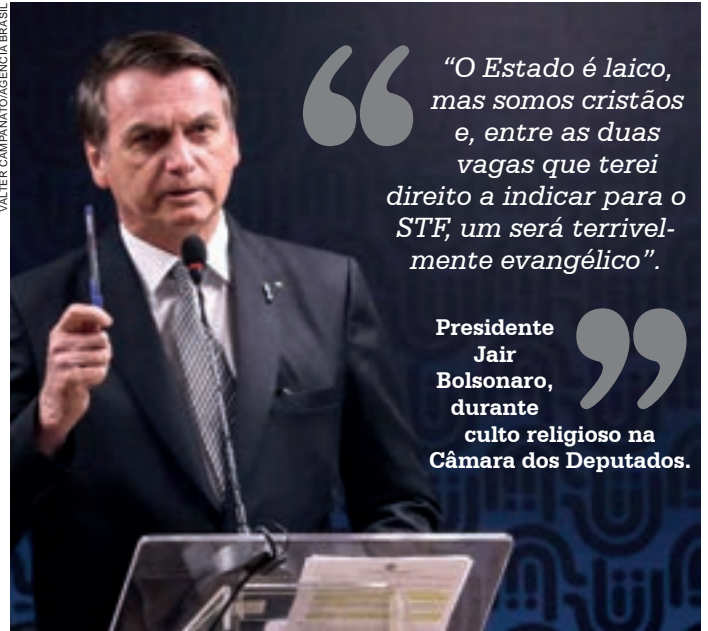 VALTER CAMPANATO/AGÊNCIA BRASIL
“O Estado é laico,
mas somos cristãos
e, entre as duas
vagas que terei
direito a indicar para o
STF, um será terrivel-
mente evangélico”.
Presidente
Jair
Bolsonaro,
durante
culto religioso na
Câmara dos Deputados.